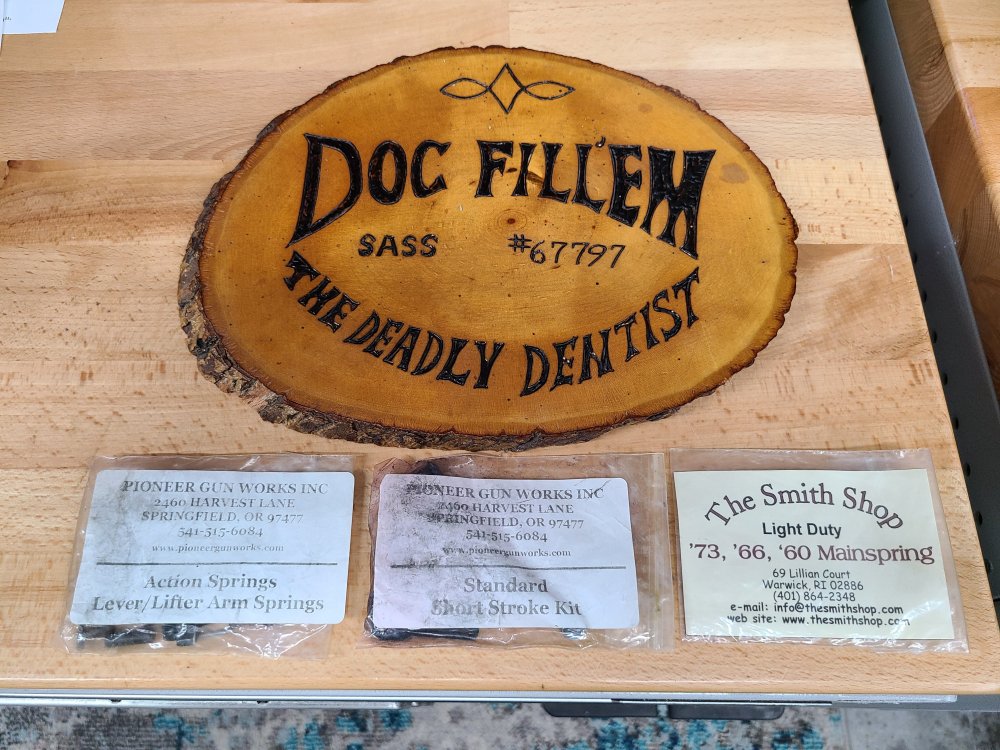 DOC FILL'EM
SASS #67797
THE DEADLY DENTIST
PIONEER GUN WORKS INC
2460 HARVEST LANE
SPRINGFIELD, OR 97477
541-515-6084
www.pioneergunworks.com
Action Springs
Lever/Lifter Arm Springs
PIONEER GUN WORKS INC
2460 HARVEST LANE
SPRINGFIELD, OR 97477
541-515-6084
www.pioneergunworks.com
Standard
Short Stroke Kit
The Smith Shop
Light Duty
'73, '66, '60 Mainspring
69 Lillian Court
Warwick, RI 02886
(401) 864-2348
e-mail: info@thesmithshop.com
web site: www.thesmithshop.com